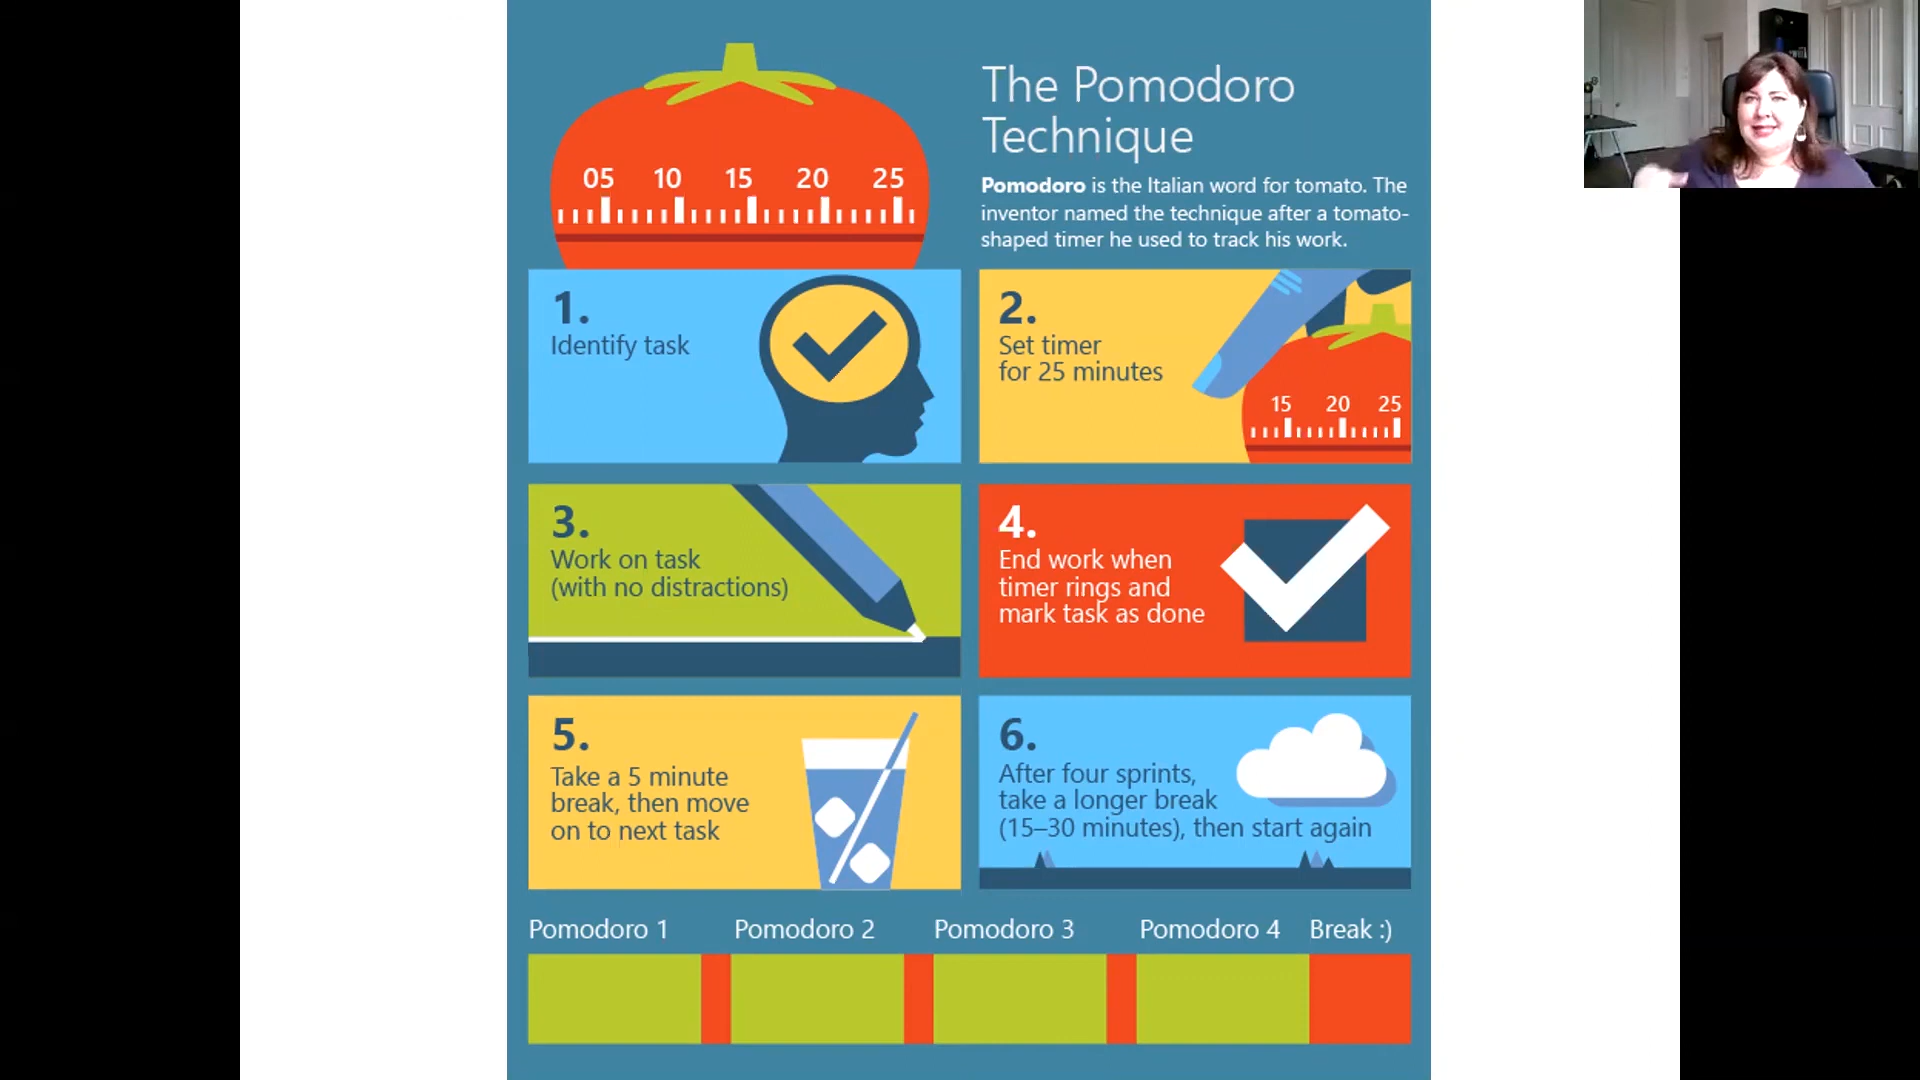 The Pomodoro
Technique
Pomodoro is the Italian word for tomato. The
inventor named the technique after a tomato-
shaped timer he used to track his work.
05 10 15 20 25
1.
Identify task
2.
Set timer
for 25 minutes
15 20 25
3.
Work on task
(with no distractions)
4.
End work when
timer rings and
mark task as done
5.
Take a 5 minute
break, then move
on to next task
6.
After four sprints,
take a longer break
(15–30 minutes), then start again
Pomodoro 1 Pomodoro 2 Pomodoro 3 Pomodoro 4 Break :)